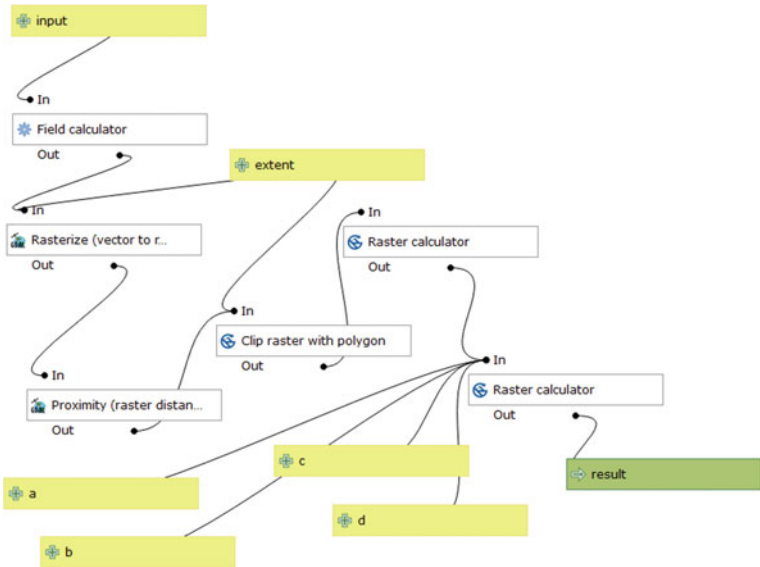 input
In
Field calculator
Out
extent
In
In
Rasterize (vector to r...
Raster calculator
Out
Out
In
Clip raster with polygon
Out
In
In
Proximity (raster distan...
Raster calculator
Out
Out
c
result
a
d
b